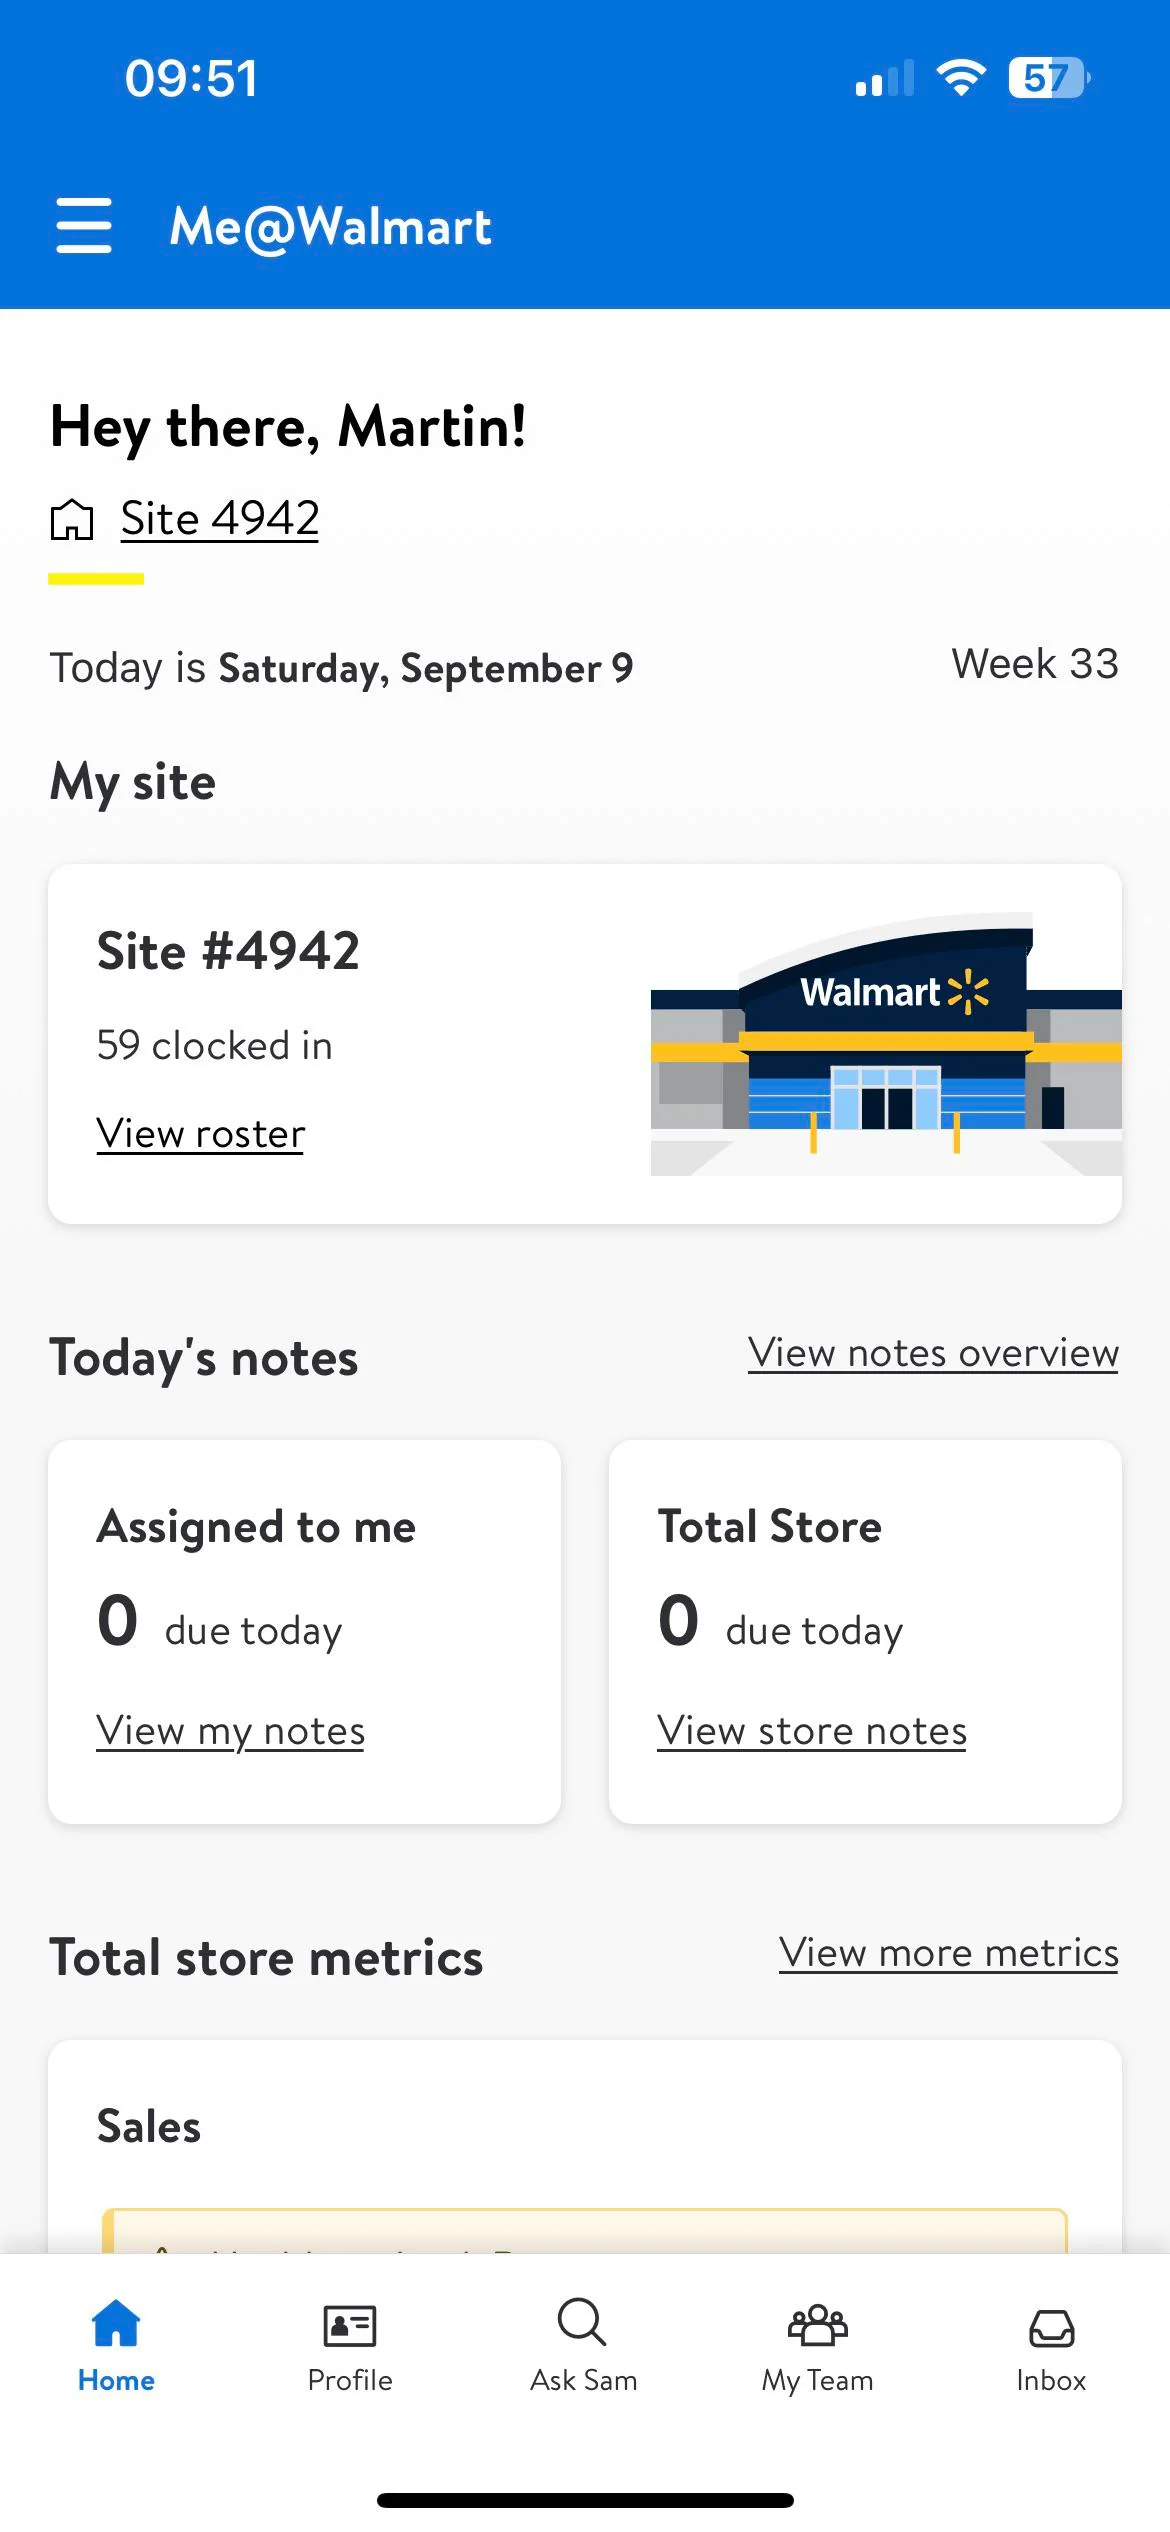 09:51
57
Me@Walmart
Hey there, Martin!
Site 4942
Today is Saturday, September 9
Week 33
My site
Site #4942
59 clocked in
View roster
Walmart
Today's notes
View notes overview
Assigned to me
0 due today
View my notes
Total Store
0 due today
View store notes
Total store metrics
View more metrics
Sales
Home
Profile
Ask Sam
My Team
Inbox